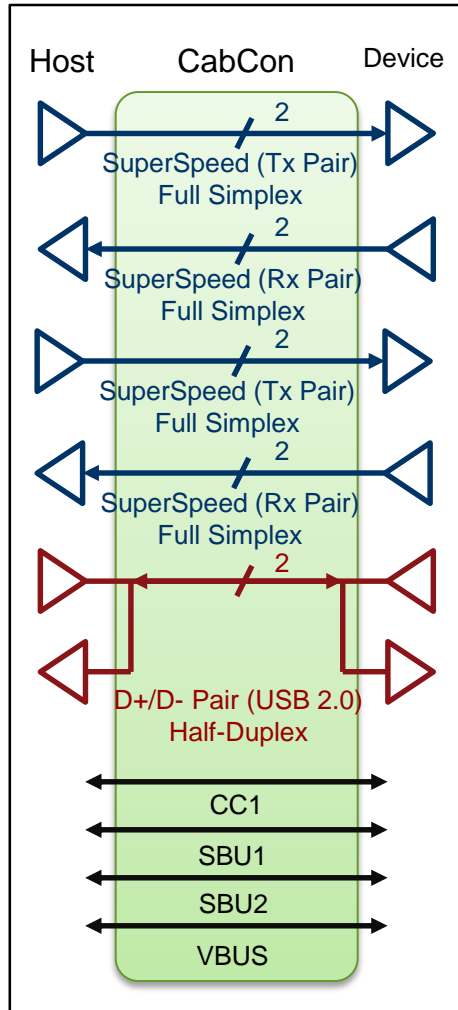 Host CabCon Device
2
SuperSpeed (Tx Pair)
Full Simplex
2
SuperSpeed (Rx Pair)
Full Simplex
2
SuperSpeed (Tx Pair)
Full Simplex
2
SuperSpeed (Rx Pair)
Full Simplex
2
D+/D- Pair (USB 2.0)
Half-Duplex
CC1
SBU1
SBU2
VBUS